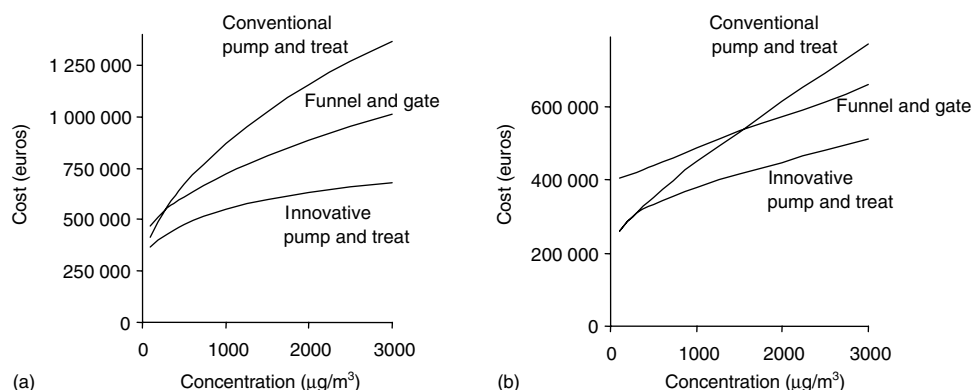 Conventional
pump and treat
1 250 000
1 000 000
750 000
500 000
250 000
0
Cost (euros)
Funnel and gate
Innovative
pump and treat
0 1000 2000 3000
(a) Concentration (μg/m³)
Conventional
pump and treat
600 000
400 000
200 000
0
Cost (euros)
Funnel and gate
Innovative
pump and treat
0 1000 2000 3000
(b) Concentration (μg/m³)